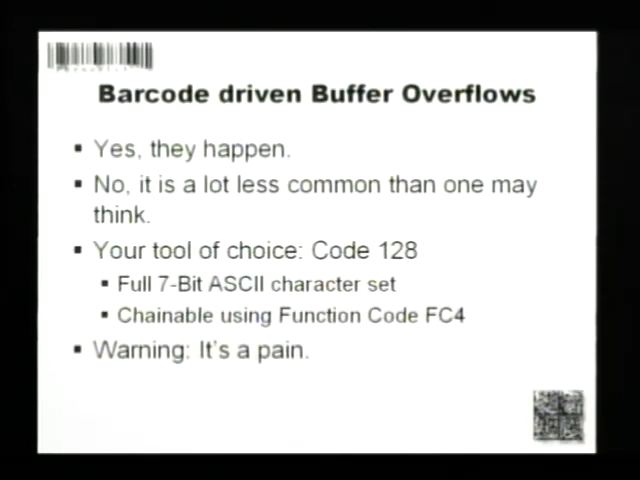 Barcode driven Buffer Overflows
▪ Yes, they happen.
▪ No, it is a lot less common than one may
think.
▪ Your tool of choice: Code 128
▪ Full 7-Bit ASCII character set
▪ Chainable using Function Code FC4
▪ Warning: It's a pain.